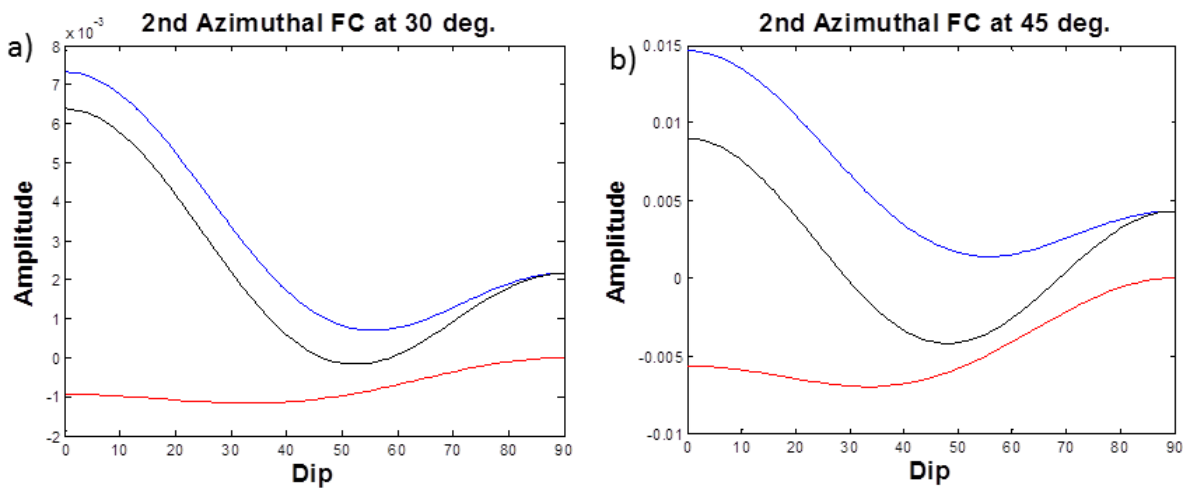 a)
2nd Azimuthal FC at 30 deg.
× 10⁻³
8
7
6
5
4
3
2
1
0
-1
-2
Amplitude
0 10 20 30 40 50 60 70 80 90
Dip
b)
2nd Azimuthal FC at 45 deg.
0.015
0.01
0.005
0
-0.005
-0.01
Amplitude
0 10 20 30 40 50 60 70 80 90
Dip